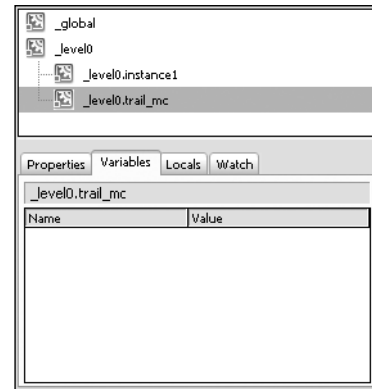 _global
_level0
_level0.instance1
_level0.trail_mc
Properties Variables Locals Watch
_level0.trail_mc
Name Value